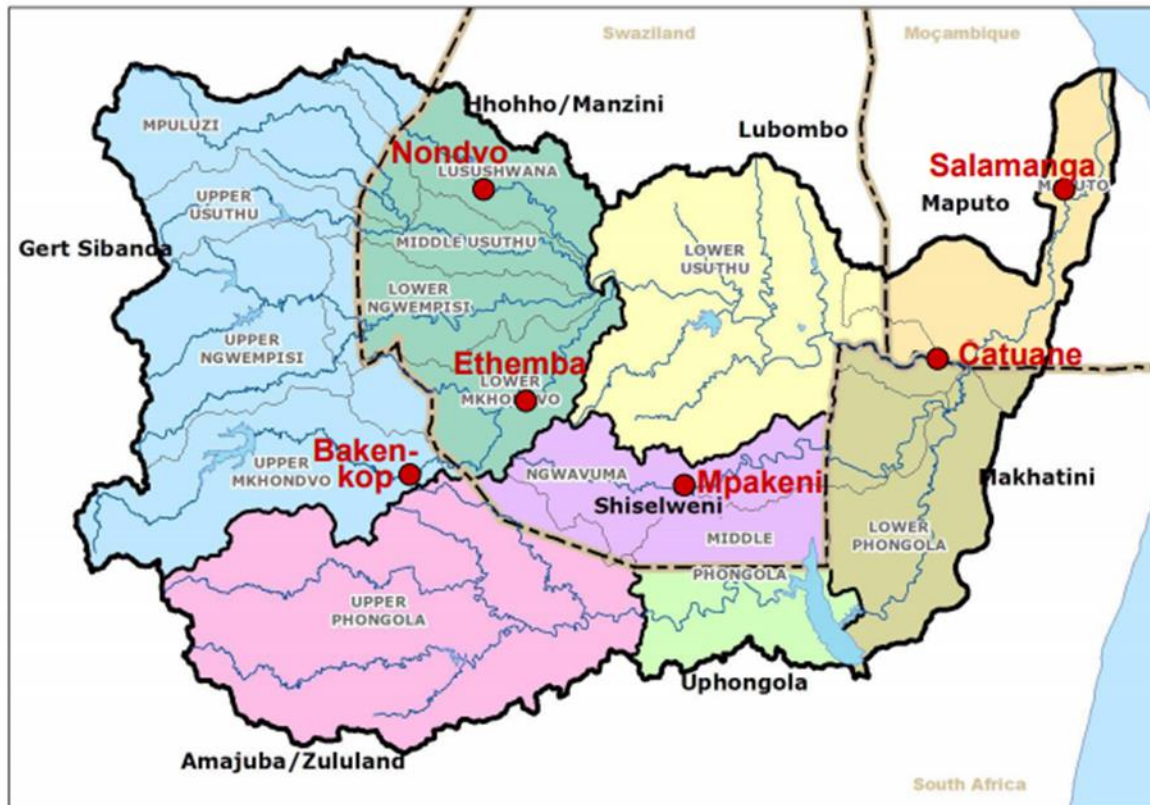 Swaziland
Moçambique
Hhohho/Manzini
MPULUZI
Lubombo
Nondvo
LUSUSHWANA
Salamanga
Maputo
UPPER
USUTHU
Gert Sibanda
MIDDLE USUTHU
LOWER
USUTHU
LOWER
NGWEMPISI
UPPER
NGWEMPISI
Ethemba
LOWER
MKHONDVO
Catuane
Baken-
kop
UPPER
MKHONDVO
NGWAVUMA
Mpakeni
Shiselweni
Makhatini
MIDDLE
PHONGOLA
LOWER
PHONGOLA
UPPER
PHONGOLA
Uphongola
Amajuba/Zululand
South Africa